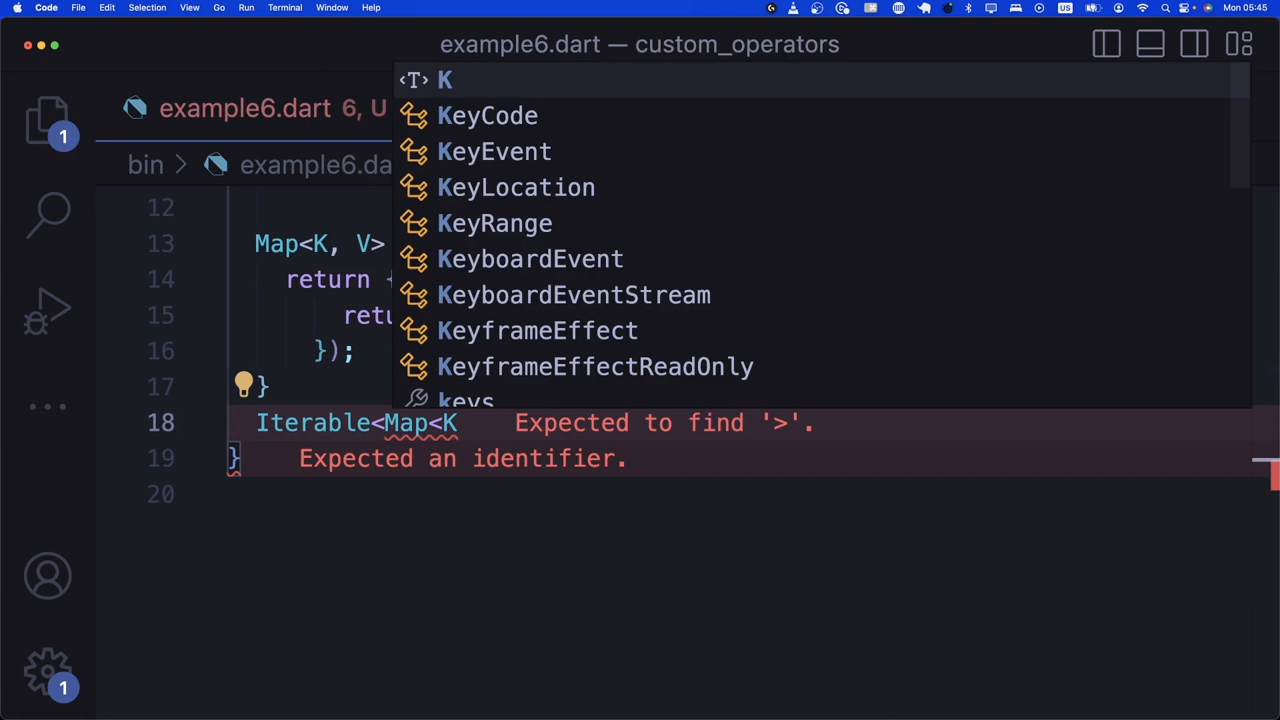 Code File Edit Selection View Go Run Terminal Window Help US Mon 05:45
example6.dart — custom_operators
K
example6.dart 6, U
KeyCode
KeyEvent
bin > example6.da
KeyLocation
12
KeyRange
13 Map<K, V>
KeyboardEvent
14 return {
KeyboardEventStream
15 retu
KeyframeEffect
16 });
KeyframeEffectReadOnly
17 }
keys
18 Iterable<Map<K Expected to find '>'.
19 } Expected an identifier.
20
1
1